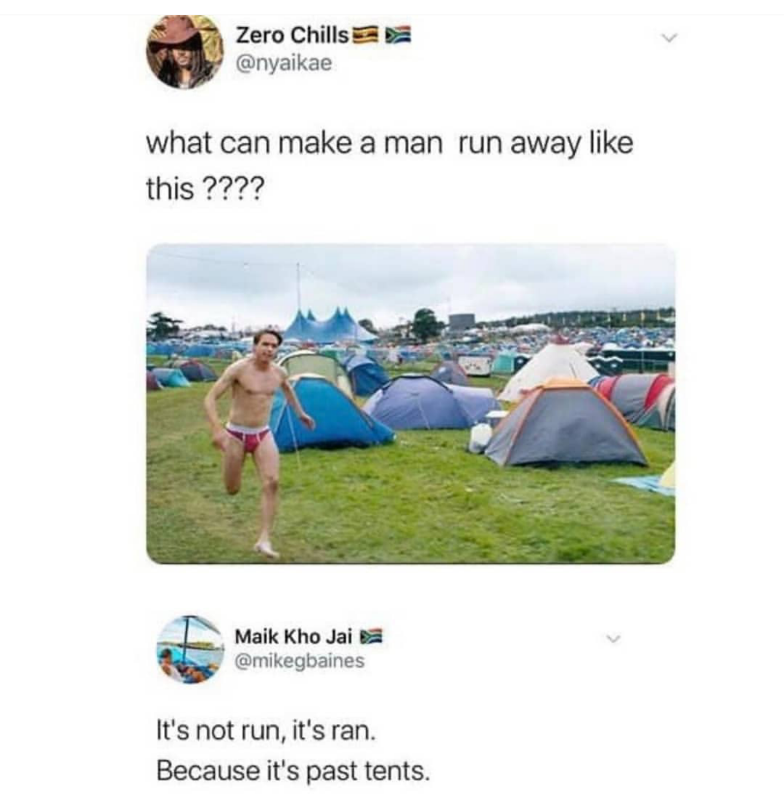 Zero Chills🇺🇬 🇿🇦
@nyaikae
what can make a man run away like
this ????
Maik Kho Jai 🇿🇦
@mikegbaines
It's not run, it's ran.
Because it's past tents.